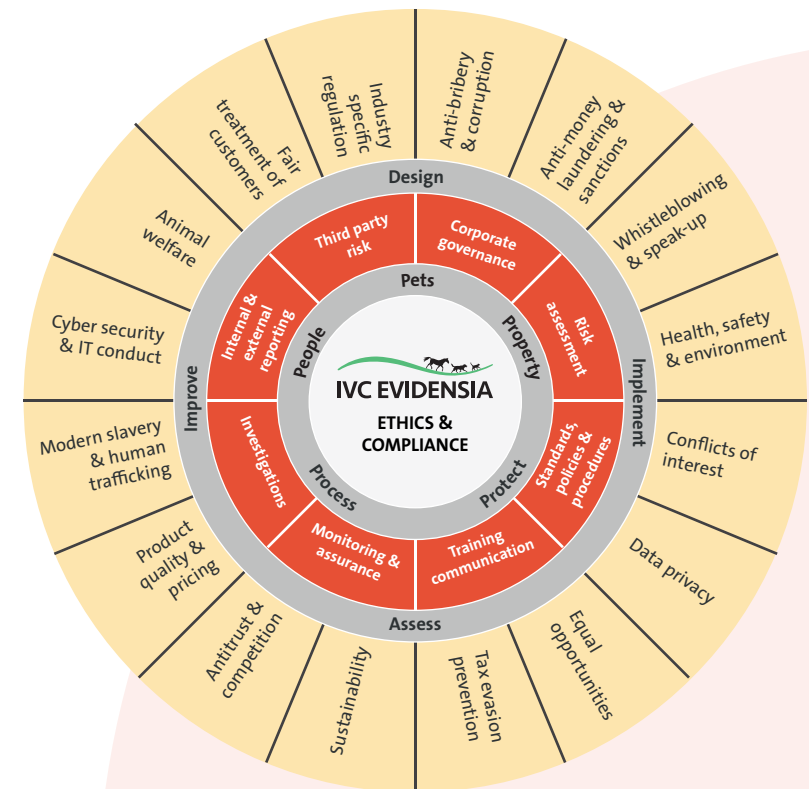 Anti-bribery
& corruption
Anti-money
laundering &
sanctions
Whistleblowing
& speak-up
Health, safety
& environment
Conflicts of
interest
Data privacy
Equal
opportunities
Tax evasion
prevention
Sustainability
Antitrust &
competition
Product
quality &
pricing
Modern slavery
& human
trafficking
Cyber security
& IT conduct
Animal
welfare
Fair
treatment of
customers
Industry
specific
regulation
Design
Implement
Assess
Improve
Corporate
governance
Risk
assessment
Standards,
policies &
procedures
Training
communication
Monitoring &
assurance
Investigations
Internal &
external
reporting
Third party
risk
Pets
Property
Protect
Process
People
IVC EVIDENSIA
ETHICS &
COMPLIANCE